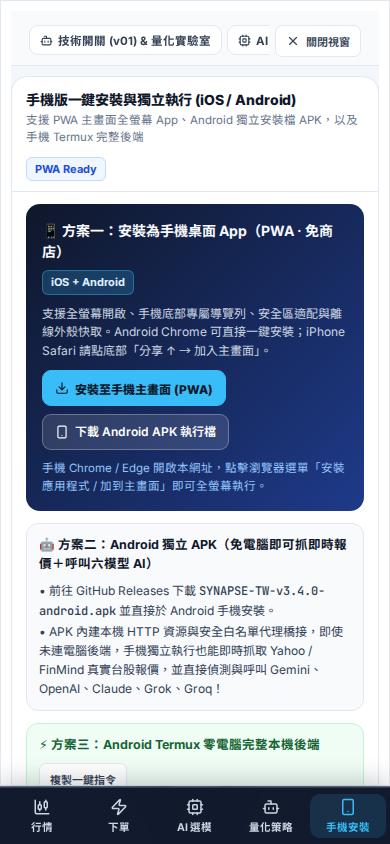 技術開關 (v01) & 量化實驗室
AI
關閉視窗
手機版一鍵安裝與獨立執行 (iOS / Android)
支援 PWA 主畫面全螢幕 App、Android 獨立安裝檔 APK，以及
手機 Termux 完整後端
PWA Ready
📱 方案一：安裝為手機桌面 App（PWA · 免商
店）
iOS + Android
支援全螢幕開啟、手機底部專屬導覽列、安全區適配與離
線外殼快取。Android Chrome 可直接一鍵安裝；iPhone
Safari 請點底部「分享 ↑ → 加入主畫面」。
安裝至手機主畫面 (PWA)
下載 Android APK 執行檔
手機 Chrome / Edge 開啟本網址，點擊瀏覽器選單「安裝
應用程式 / 加到主畫面」即可全螢幕執行。
🤖 方案二：Android 獨立 APK（免電腦即可抓即時報
價＋呼叫六模型 AI）
• 前往 GitHub Releases 下載 SYNAPSE-TW-v3.4.0-
android.apk 並直接於 Android 手機安裝。
• APK 內建本機 HTTP 資源與安全白名單代理橋接，即使
未連電腦後端，手機獨立執行也能即時抓取 Yahoo /
FinMind 真實台股報價，並直接偵測與呼叫 Gemini、
OpenAI、Claude、Grok、Groq！
⚡ 方案三：Android Termux 零電腦完整本機後端
複製一鍵指令
行情
下單
AI 選模
量化策略
手機安裝